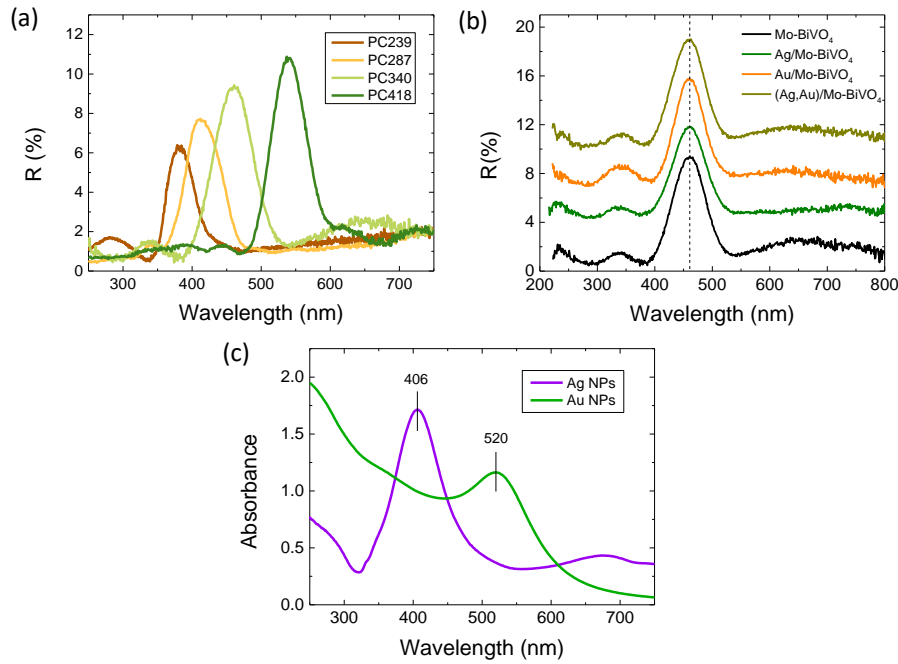 (a)
PC239
PC287
PC340
PC418
12
10
8
6
4
2
0
R (%)
300 400 500 600 700
Wavelength (nm)
(b)
Mo-BiVO₄
Ag/Mo-BiVO₄
Au/Mo-BiVO₄
(Ag,Au)/Mo-BiVO₄
20
16
12
8
4
0
R(%)
200 300 400 500 600 700 800
Wavelength (nm)
(c)
406
520
Ag NPs
Au NPs
2.0
1.5
1.0
0.5
0.0
Absorbance
300 400 500 600 700
Wavelength (nm)